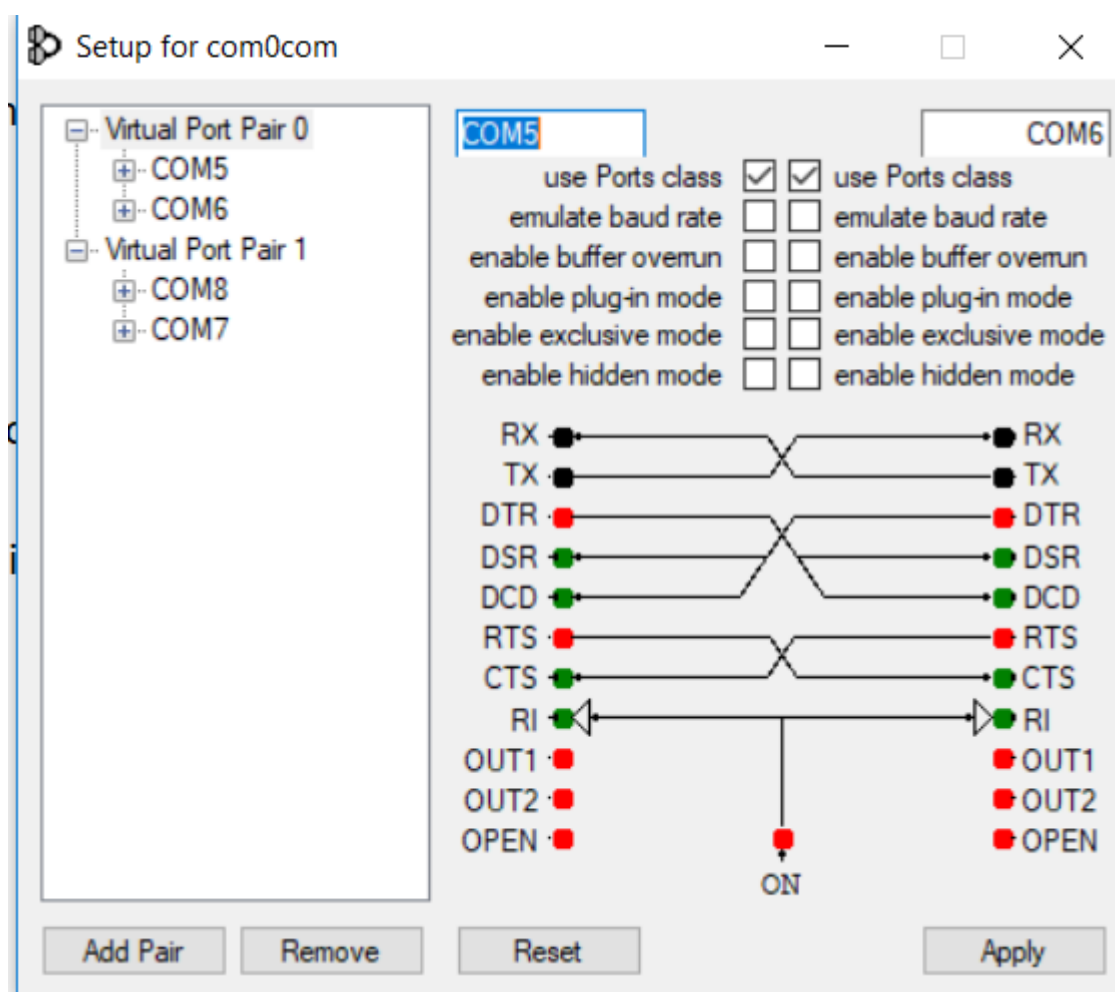 Setup for com0com
Virtual Port Pair 0
COM5
COM6
Virtual Port Pair 1
COM8
COM7
COM5 COM6
use Ports class use Ports class
emulate baud rate emulate baud rate
enable buffer overrun enable buffer overrun
enable plug-in mode enable plug-in mode
enable exclusive mode enable exclusive mode
enable hidden mode enable hidden mode
RX RX
TX TX
DTR DTR
DSR DSR
DCD DCD
RTS RTS
CTS CTS
RI RI
OUT1 OUT1
OUT2 OUT2
OPEN OPEN
ON
Add Pair Remove Reset Apply